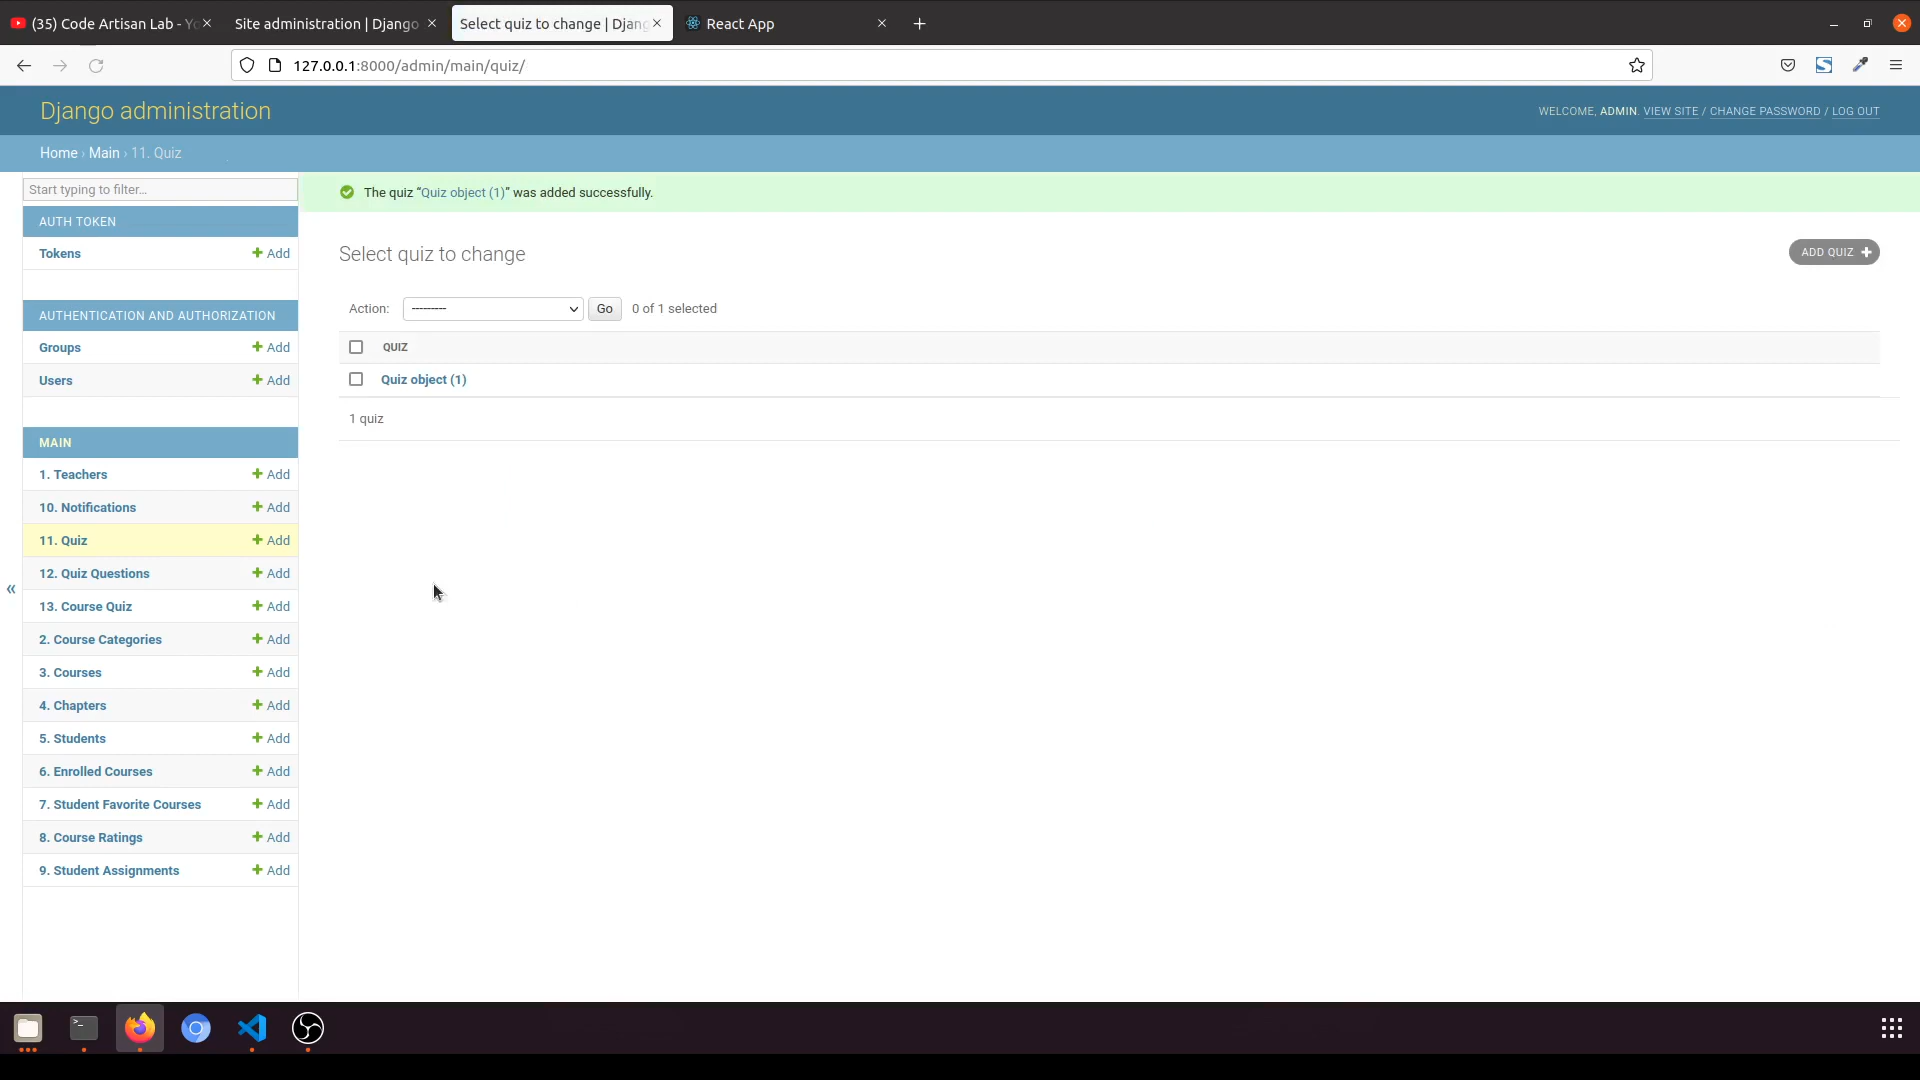 (35) Code Artisan Lab - Yo
Site administration | Django
Select quiz to change | Djang
React App
127.0.0.1:8000/admin/main/quiz/
Django administration
WELCOME, ADMIN. VIEW SITE / CHANGE PASSWORD / LOG OUT
Home › Main › 11. Quiz
Start typing to filter...
The quiz “Quiz object (1)” was added successfully.
AUTH TOKEN
Tokens Add
Select quiz to change
ADD QUIZ
AUTHENTICATION AND AUTHORIZATION
Groups Add
Users Add
Action: --------- Go 0 of 1 selected
QUIZ
Quiz object (1)
1 quiz
MAIN
1. Teachers Add
10. Notifications Add
11. Quiz Add
12. Quiz Questions Add
13. Course Quiz Add
2. Course Categories Add
3. Courses Add
4. Chapters Add
5. Students Add
6. Enrolled Courses Add
7. Student Favorite Courses Add
8. Course Ratings Add
9. Student Assignments Add
«